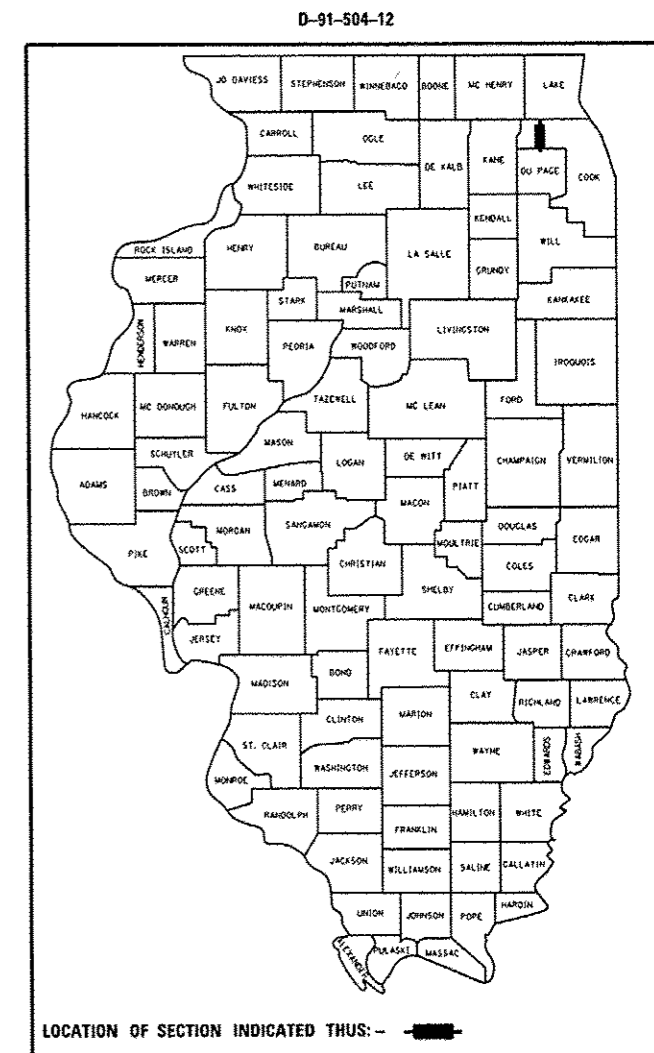 D-91-504-12
JO DAVIESS STEPHENSON WINNEBAGO BOONE MC HENRY LAKE
CARROLL OGLE DE KALB KANE DU PAGE COOK
WHITESIDE LEE KENDALL WILL
ROCK ISLAND HENRY BUREAU LA SALLE GRUNDY
MERCER PUTNAM KANKAKEE
STARK MARSHALL LIVINGSTON
HENDERSON WARREN KNOX PEORIA WOODFORD IROQUOIS
HANCOCK MC DONOUGH FULTON TAZEWELL MC LEAN FORD
SCHUYLER MASON LOGAN DE WITT CHAMPAIGN VERMILION
ADAMS BROWN CASS MENARD MACON PIATT
PIKE SCOTT MORGAN SANGAMON CHRISTIAN MOULTRIE DOUGLAS EDGAR
COLES
CALHOUN GREENE MACOUPIN MONTGOMERY SHELBY CUMBERLAND CLARK
JERSEY FAYETTE EFFINGHAM JASPER CRAWFORD
MADISON BOND CLAY RICHLAND LAWRENCE
CLINTON MARION
ST. CLAIR WAYNE EDWARDS WABASH
MONROE WASHINGTON JEFFERSON
RANDOLPH PERRY HAMILTON WHITE
FRANKLIN
JACKSON WILLIAMSON SALINE GALLATIN
UNION JOHNSON POPE HARDIN
ALEXANDER PULASKI MASSAC
LOCATION OF SECTION INDICATED THUS: -